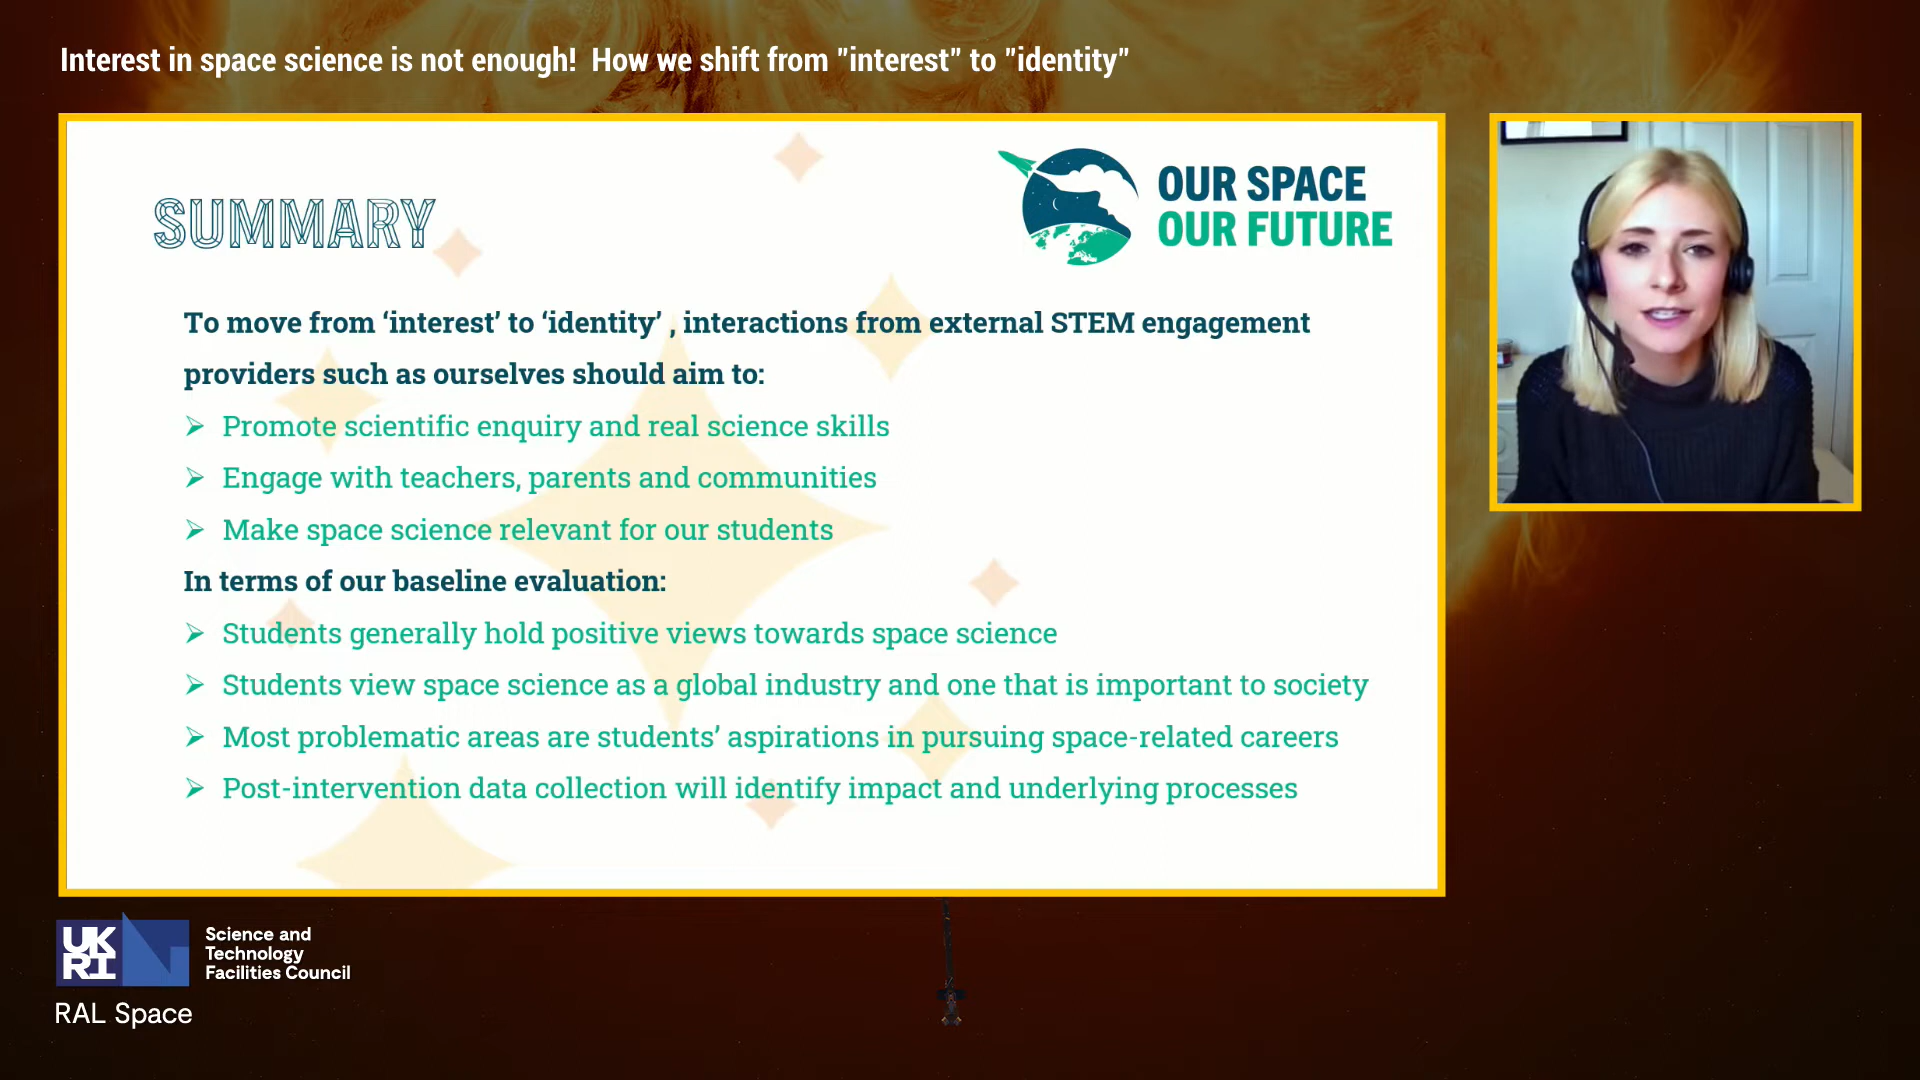 Interest in space science is not enough!  How we shift from "interest" to "identity"
SUMMARY
OUR SPACE
OUR FUTURE
To move from ‘interest’ to ‘identity’ , interactions from external STEM engagement
providers such as ourselves should aim to:
➢ Promote scientific enquiry and real science skills
➢ Engage with teachers, parents and communities
➢ Make space science relevant for our students
In terms of our baseline evaluation:
➢ Students generally hold positive views towards space science
➢ Students view space science as a global industry and one that is important to society
➢ Most problematic areas are students’ aspirations in pursuing space-related careers
➢ Post-intervention data collection will identify impact and underlying processes
UK
RI
Science and
Technology
Facilities Council
RAL Space